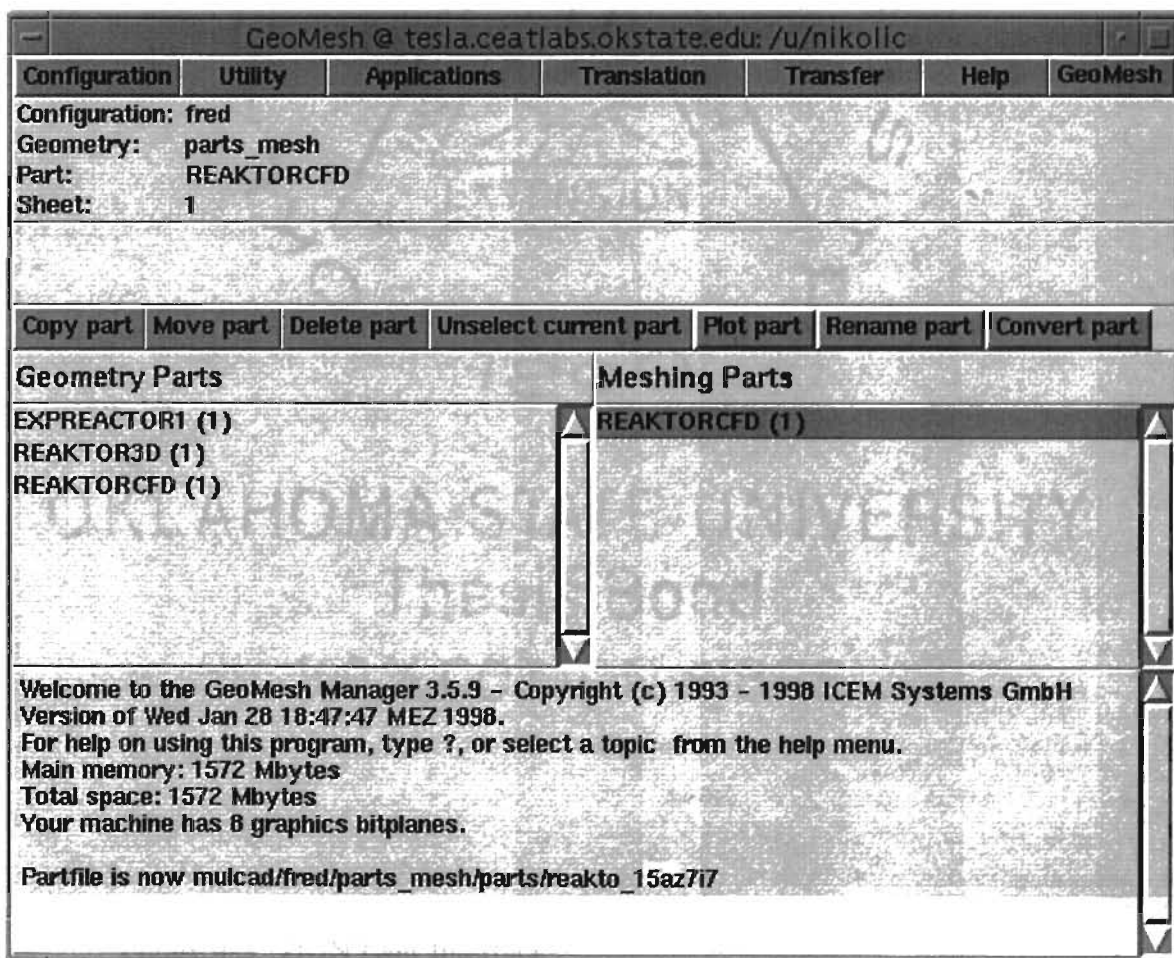 GeoMesh @ tesla.ceatlabs.okstate.edu: /u/nikolic
Configuration Utility Applications Translation Transfer Help GeoMesh
Configuration: fred
Geometry: parts_mesh
Part: REAKTORCFD
Sheet: 1
Copy part Move part Delete part Unselect current part Plot part Rename part Convert part
Geometry Parts
EXPREACTOR1 (1)
REAKTOR3D (1)
REAKTORCFD (1)
Meshing Parts
REAKTORCFD (1)
OKLAHOMA STATE UNIVERSITY
Thesis Bond
Welcome to the GeoMesh Manager 3.5.9 – Copyright (c) 1993 – 1998 ICEM Systems GmbH
Version of Wed Jan 28 18:47:47 MEZ 1998.
For help on using this program, type ?, or select a topic from the help menu.
Main memory: 1572 Mbytes
Total space: 1572 Mbytes
Your machine has 8 graphics bitplanes.
Partfile is now mulcad/fred/parts_mesh/parts/reakto_15az7i7